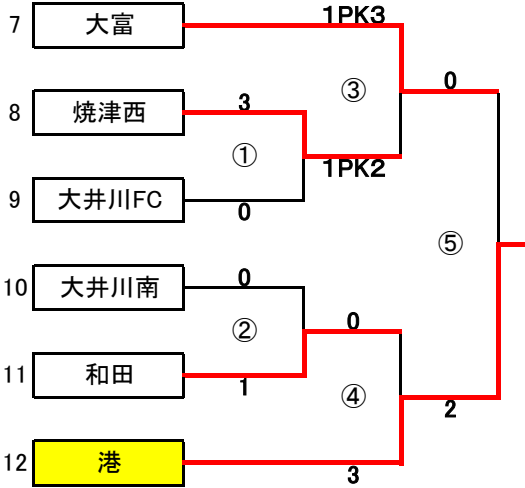 7 大富 1PK3
③ 0
8 焼津西 3
①
1PK2
9 大井川FC 0
⑤
10 大井川南 0
② 0
11 和田 1
④ 2
12 港 3